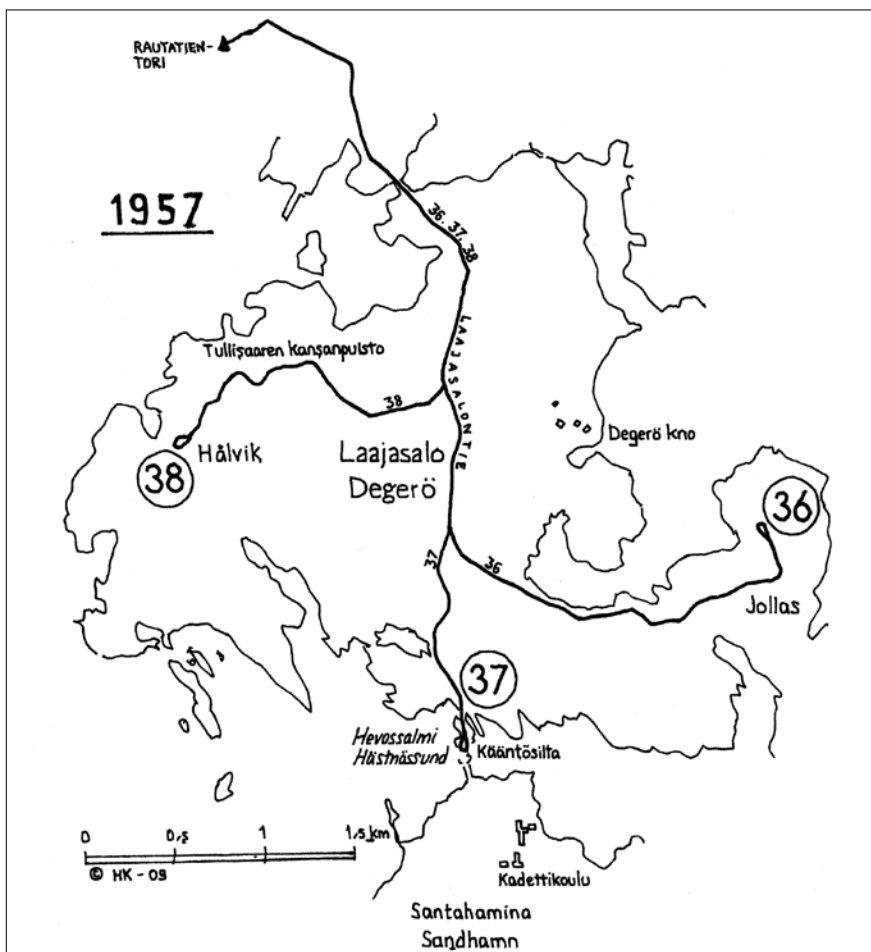 RAUTATIEN-
TORI
1957
36.37.38
LAAJASALONTIE
Tullisaaren kansanpuisto
38
Hålvik
38
Laajasalo
Degerö
Degerö kno
36
37
36
Jollas
37
Hevossalmi
Hästnässund
Kääntösilta
0 0,5 1 1,5 km
© HK - 09
Kadettikoulu
Santahamina
Sandhamn